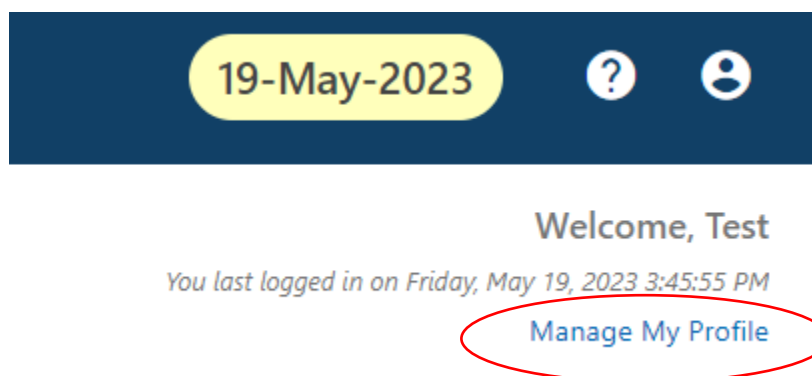 19-May-2023
Welcome, Test
You last logged in on Friday, May 19, 2023 3:45:55 PM
Manage My Profile